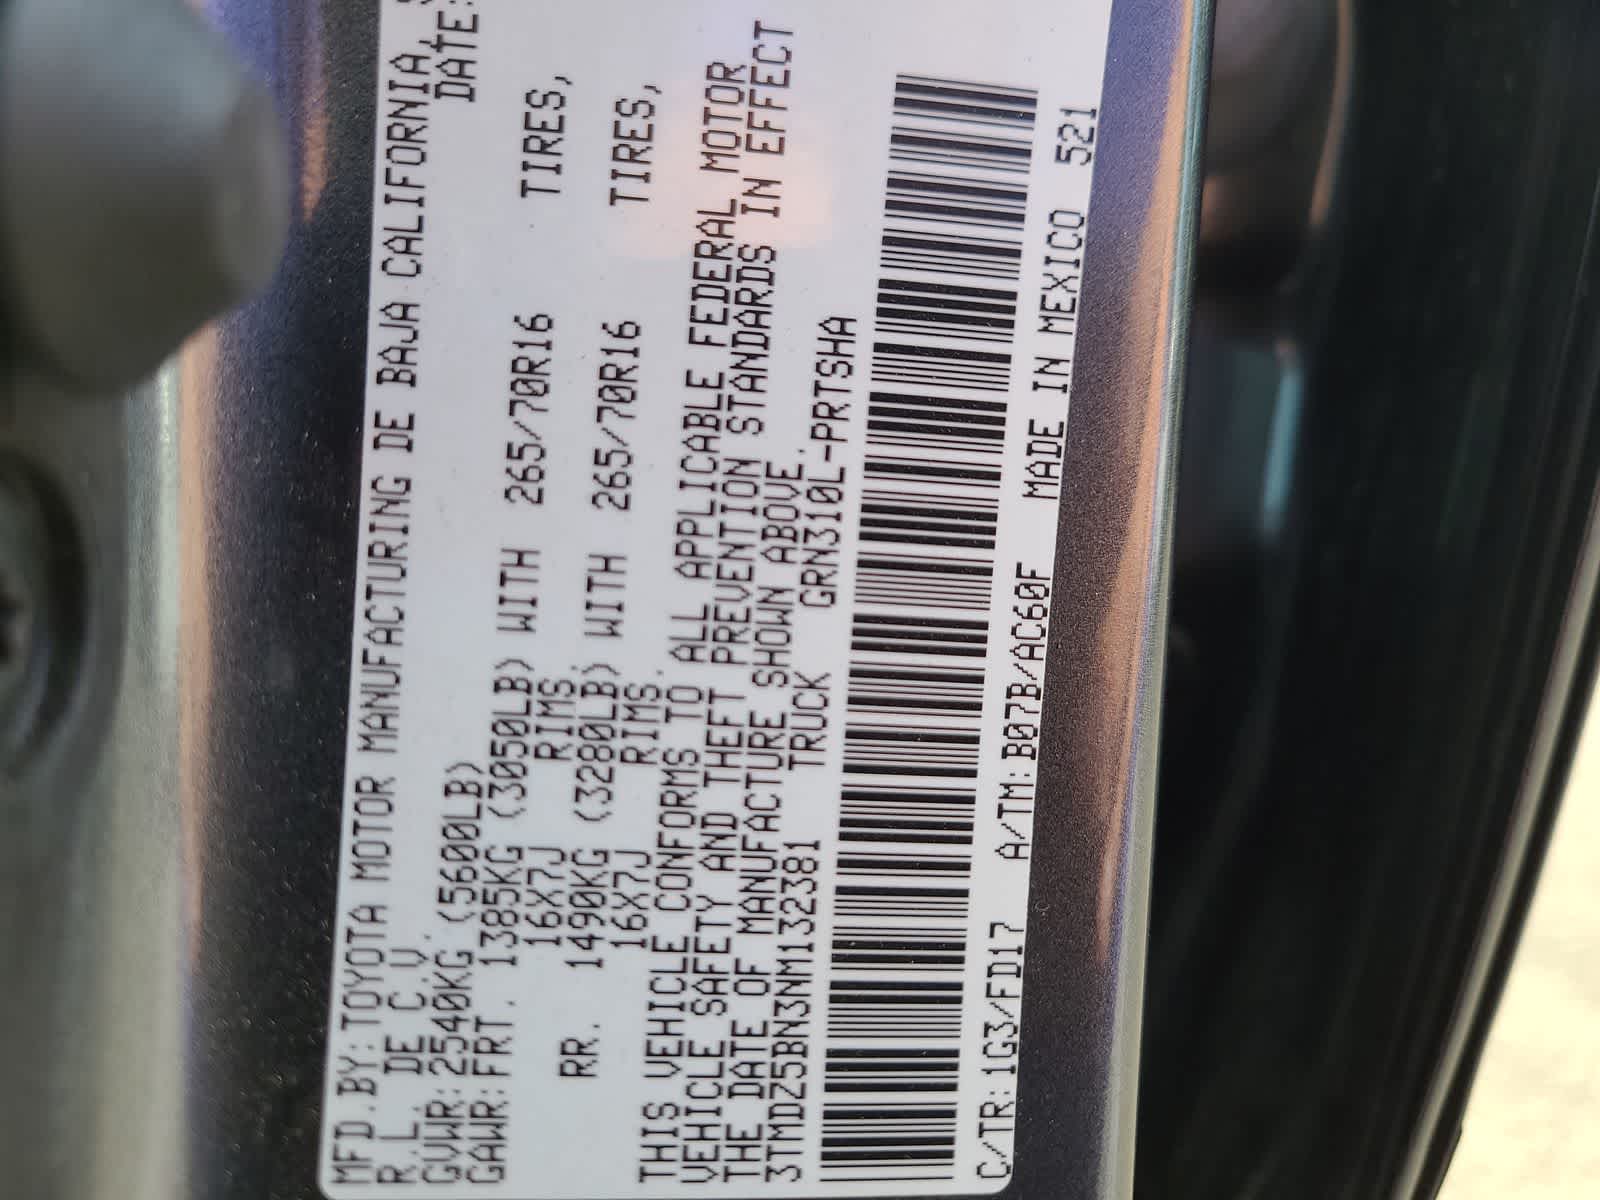 MFD.BY:TOYOTA MOTOR MANUFACTURING DE BAJA CALIFORNIA,
R.L. DE C.V. DATE:
GVWR:2540KG(5600LB)
GAWR:FRT. 1385KG (3050LB) WITH 265/70R16 TIRES,
16X7J RIMS.
RR. 1490KG (3280LB) WITH 265/70R16 TIRES,
16X7J RIMS.
THIS VEHICLE CONFORMS TO ALL APPLICABLE FEDERAL MOTOR
VEHICLE SAFETY AND THEFT PREVENTION STANDARDS IN EFFECT
THE DATE OF MANUFACTURE SHOWN ABOVE.
3TMDZ5BN3NM132381 TRUCK GRN310L-PRTSHA
C/TR:1G3/FD17 A/TM:B07B/AC60F MADE IN MEXICO 521